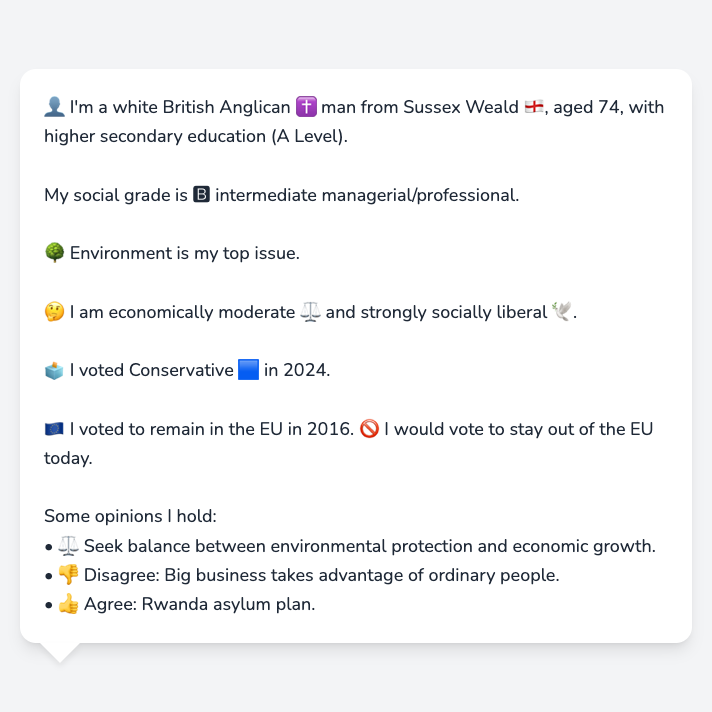 👤 I'm a white British Anglican ✝️ man from Sussex Weald 🏴󠁧󠁢󠁥󠁮󠁧󠁿, aged 74, with
higher secondary education (A Level).
My social grade is 🅱 intermediate managerial/professional.
🌳 Environment is my top issue.
🤔 I am economically moderate ⚖️ and strongly socially liberal 🕊️.
🗳️ I voted Conservative 🟦 in 2024.
🇪🇺 I voted to remain in the EU in 2016. 🚫 I would vote to stay out of the EU
today.
Some opinions I hold:
• ⚖️ Seek balance between environmental protection and economic growth.
• 👎 Disagree: Big business takes advantage of ordinary people.
• 👍 Agree: Rwanda asylum plan.